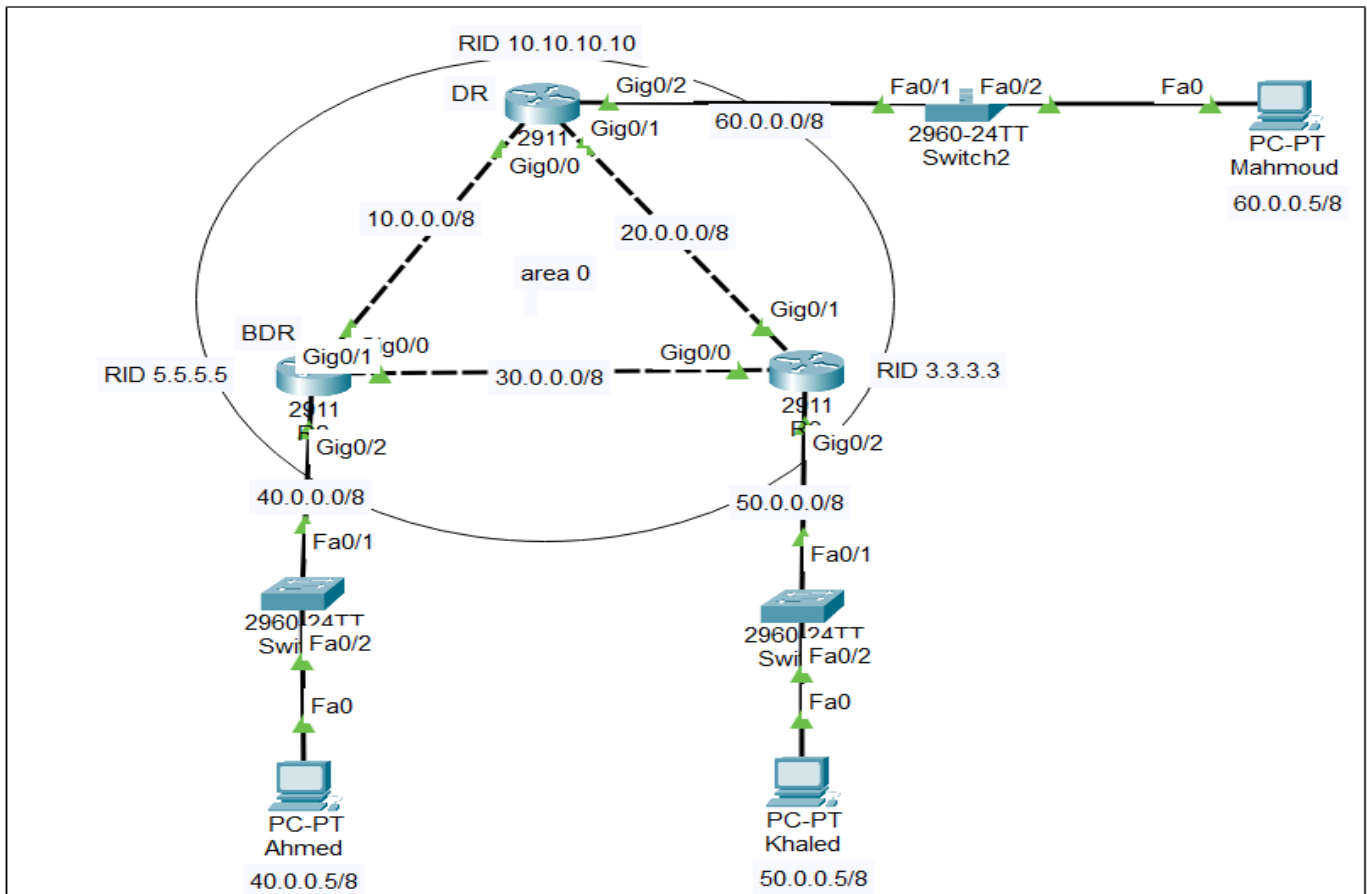 RID 10.10.10.10
DR
Gig0/2
Fa0/1
Fa0/2
Fa0
Gig0/1
60.0.0.0/8
2911
Gig0/0
2960-24TT
Switch2
PC-PT
Mahmoud
60.0.0.5/8
10.0.0.0/8
20.0.0.0/8
area 0
Gig0/1
BDR
Gig0/1
Gig0/0
RID 5.5.5.5
30.0.0.0/8
RID 3.3.3.3
2911
2911
Gig0/2
Gig0/2
40.0.0.0/8
50.0.0.0/8
Fa0/1
Fa0/1
2960-24TT
2960-24TT
Fa0/2
Fa0/2
Fa0
Fa0
PC-PT
Ahmed
40.0.0.5/8
PC-PT
Khaled
50.0.0.5/8